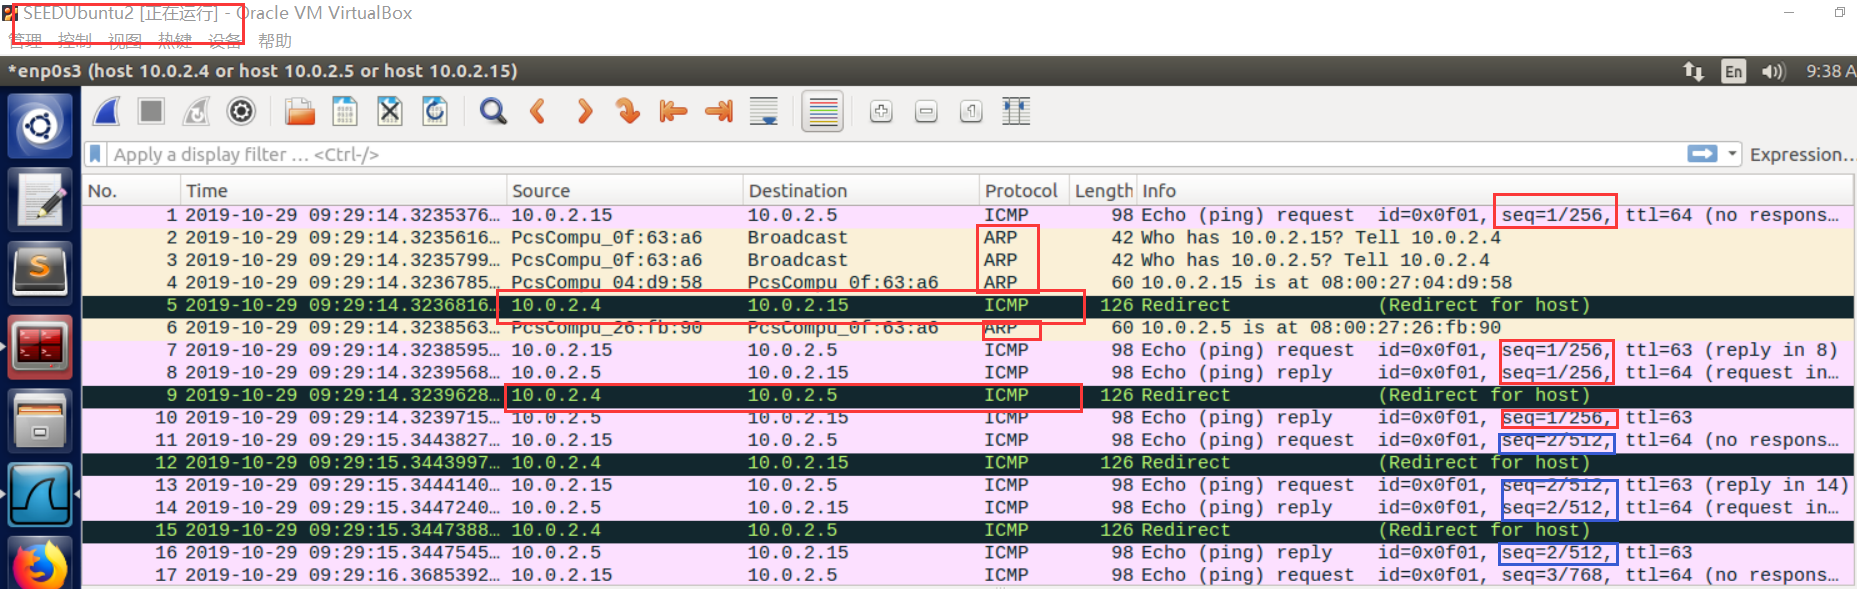 SEEDUbuntu2 [正在运行] - Oracle VM VirtualBox
管理 控制 视图 热键 设备 帮助
*enp0s3 (host 10.0.2.4 or host 10.0.2.5 or host 10.0.2.15) En 9:38 A
Apply a display filter … <Ctrl-/> Expression…
No. Time Source Destination Protocol Length Info
1 2019-10-29 09:29:14.3235376… 10.0.2.15 10.0.2.5 ICMP 98 Echo (ping) request id=0x0f01, seq=1/256, ttl=64 (no respons…
2 2019-10-29 09:29:14.3235616… PcsCompu_0f:63:a6 Broadcast ARP 42 Who has 10.0.2.15? Tell 10.0.2.4
3 2019-10-29 09:29:14.3235799… PcsCompu_0f:63:a6 Broadcast ARP 42 Who has 10.0.2.5? Tell 10.0.2.4
4 2019-10-29 09:29:14.3236785… PcsCompu_04:d9:58 PcsCompu_0f:63:a6 ARP 60 10.0.2.15 is at 08:00:27:04:d9:58
5 2019-10-29 09:29:14.3236816… 10.0.2.4 10.0.2.15 ICMP 126 Redirect (Redirect for host)
6 2019-10-29 09:29:14.3238563… PcsCompu_26:fb:90 PcsCompu_0f:63:a6 ARP 60 10.0.2.5 is at 08:00:27:26:fb:90
7 2019-10-29 09:29:14.3238595… 10.0.2.15 10.0.2.5 ICMP 98 Echo (ping) request id=0x0f01, seq=1/256, ttl=63 (reply in 8)
8 2019-10-29 09:29:14.3239568… 10.0.2.5 10.0.2.15 ICMP 98 Echo (ping) reply id=0x0f01, seq=1/256, ttl=64 (request in…
9 2019-10-29 09:29:14.3239628… 10.0.2.4 10.0.2.5 ICMP 126 Redirect (Redirect for host)
10 2019-10-29 09:29:14.3239715… 10.0.2.5 10.0.2.15 ICMP 98 Echo (ping) reply id=0x0f01, seq=1/256, ttl=63
11 2019-10-29 09:29:15.3443827… 10.0.2.15 10.0.2.5 ICMP 98 Echo (ping) request id=0x0f01, seq=2/512, ttl=64 (no respons…
12 2019-10-29 09:29:15.3443997… 10.0.2.4 10.0.2.15 ICMP 126 Redirect (Redirect for host)
13 2019-10-29 09:29:15.3444140… 10.0.2.15 10.0.2.5 ICMP 98 Echo (ping) request id=0x0f01, seq=2/512, ttl=63 (reply in 14)
14 2019-10-29 09:29:15.3447240… 10.0.2.5 10.0.2.15 ICMP 98 Echo (ping) reply id=0x0f01, seq=2/512, ttl=64 (request in…
15 2019-10-29 09:29:15.3447388… 10.0.2.4 10.0.2.5 ICMP 126 Redirect (Redirect for host)
16 2019-10-29 09:29:15.3447545… 10.0.2.5 10.0.2.15 ICMP 98 Echo (ping) reply id=0x0f01, seq=2/512, ttl=63
17 2019-10-29 09:29:16.3685392… 10.0.2.15 10.0.2.5 ICMP 98 Echo (ping) request id=0x0f01, seq=3/768, ttl=64 (no respons…